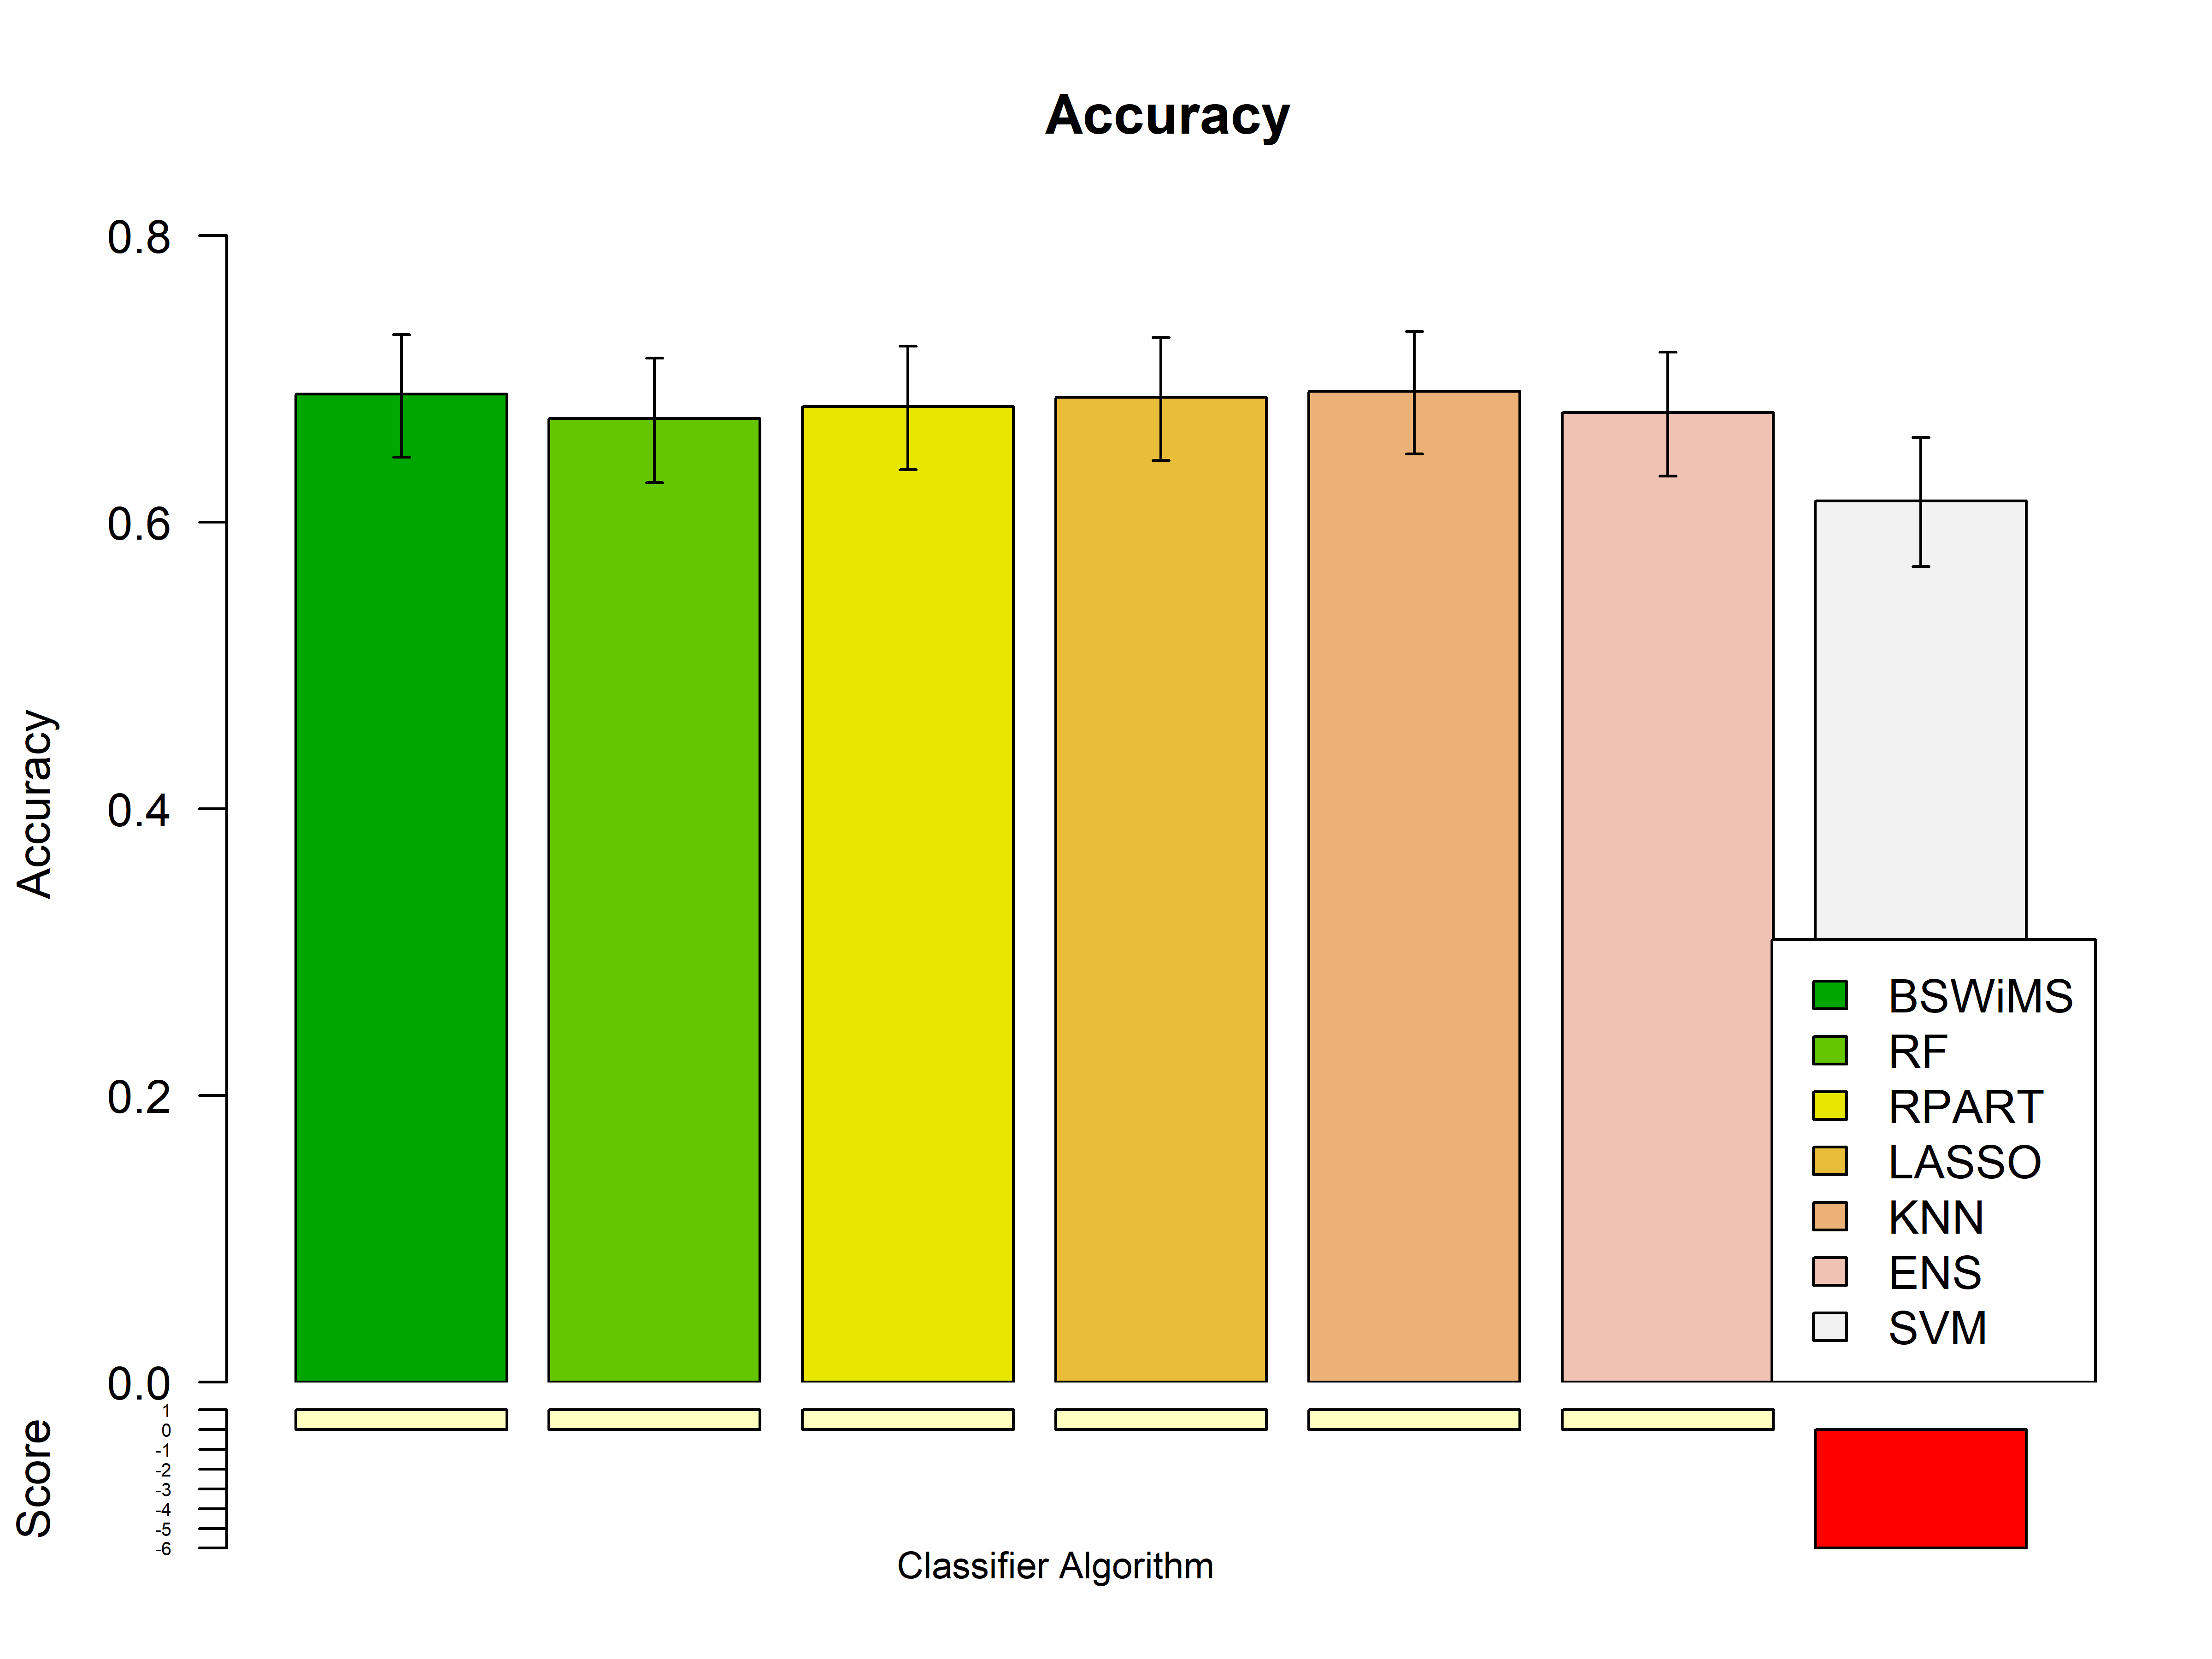 Accuracy
0.8
0.6
0.4
0.2
0.0
Accuracy
BSWiMS
RF
RPART
LASSO
KNN
ENS
SVM
1
0
-1
-2
-3
-4
-5
-6
Score
Classifier Algorithm